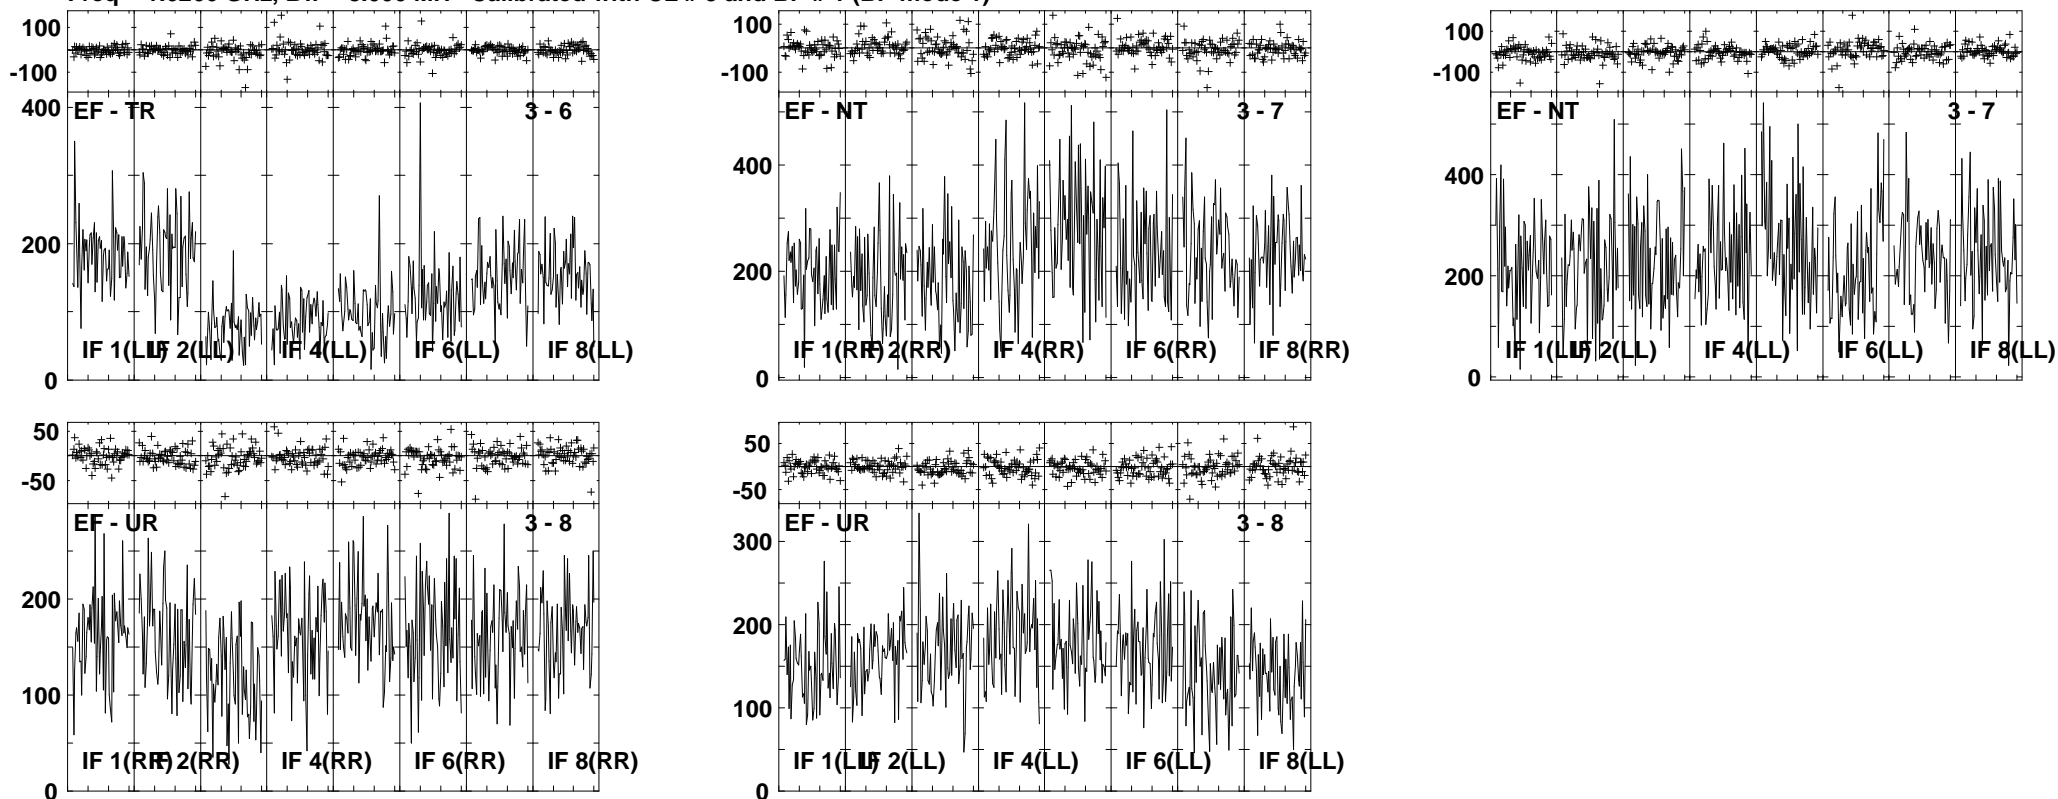 100
-100
400
200
0
EF - TR
3 - 6
IF 1(LL)
IF 2(LL)
IF 4(LL)
IF 6(LL)
IF 8(LL)
100
-100
400
200
0
EF - NT
3 - 7
IF 1(RR)
IF 2(RR)
IF 4(RR)
IF 6(RR)
IF 8(RR)
100
-100
400
200
0
EF - NT
3 - 7
IF 1(LL)
IF 2(LL)
IF 4(LL)
IF 6(LL)
IF 8(LL)
50
-50
200
100
0
EF - UR
3 - 8
IF 1(RR)
IF 2(RR)
IF 4(RR)
IF 6(RR)
IF 8(RR)
50
-50
300
200
100
0
EF - UR
3 - 8
IF 1(LL)
IF 2(LL)
IF 4(LL)
IF 6(LL)
IF 8(LL)